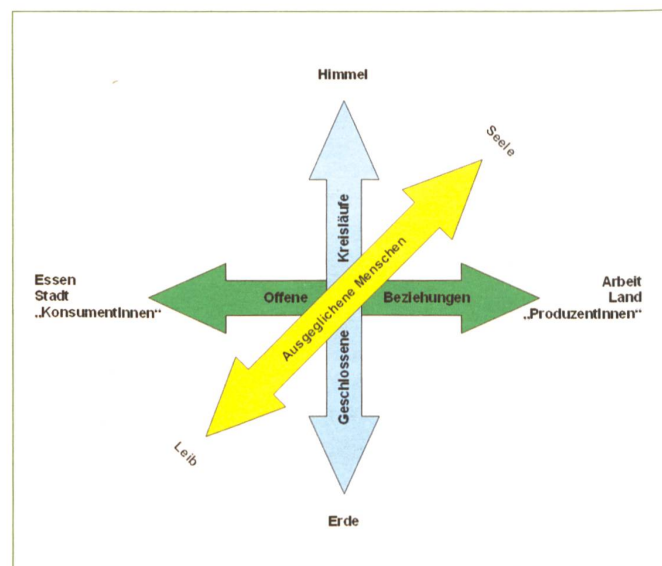 Himmel
Seele
Kreisläufe
Essen
Stadt
„KonsumentInnen“
Offene
Beziehungen
Arbeit
Land
„ProduzentInnen“
Ausgeglichene Menschen
Geschlossene
Leib
Erde